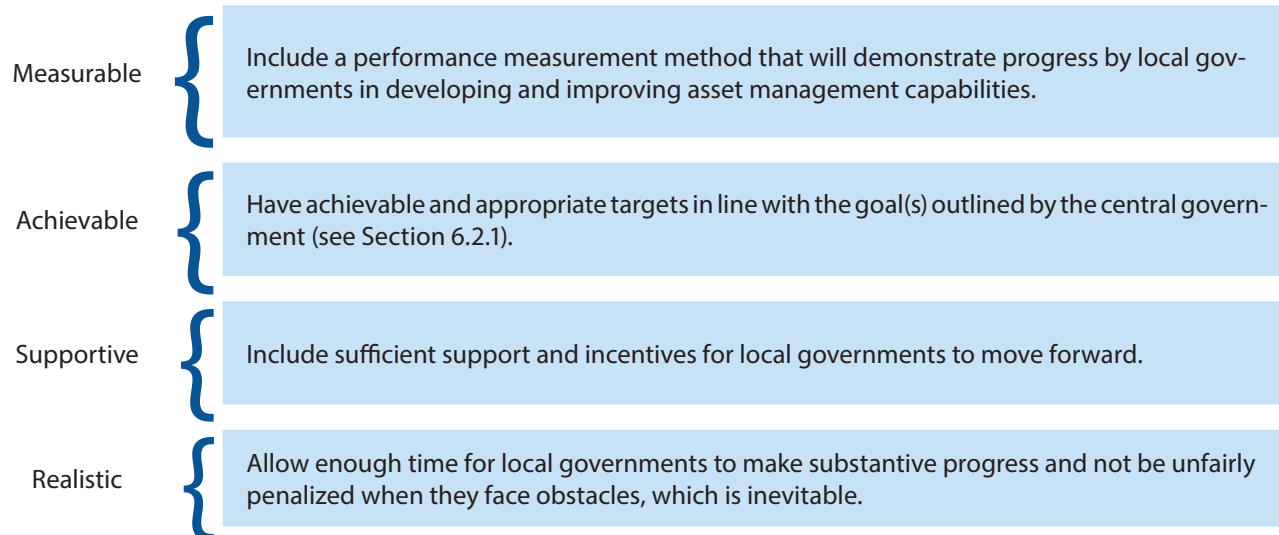 Measurable
Include a performance measurement method that will demonstrate progress by local gov-
ernments in developing and improving asset management capabilities.
Achievable
Have achievable and appropriate targets in line with the goal(s) outlined by the central govern-
ment (see Section 6.2.1).
Supportive
Include sufficient support and incentives for local governments to move forward.
Realistic
Allow enough time for local governments to make substantive progress and not be unfairly
penalized when they face obstacles, which is inevitable.